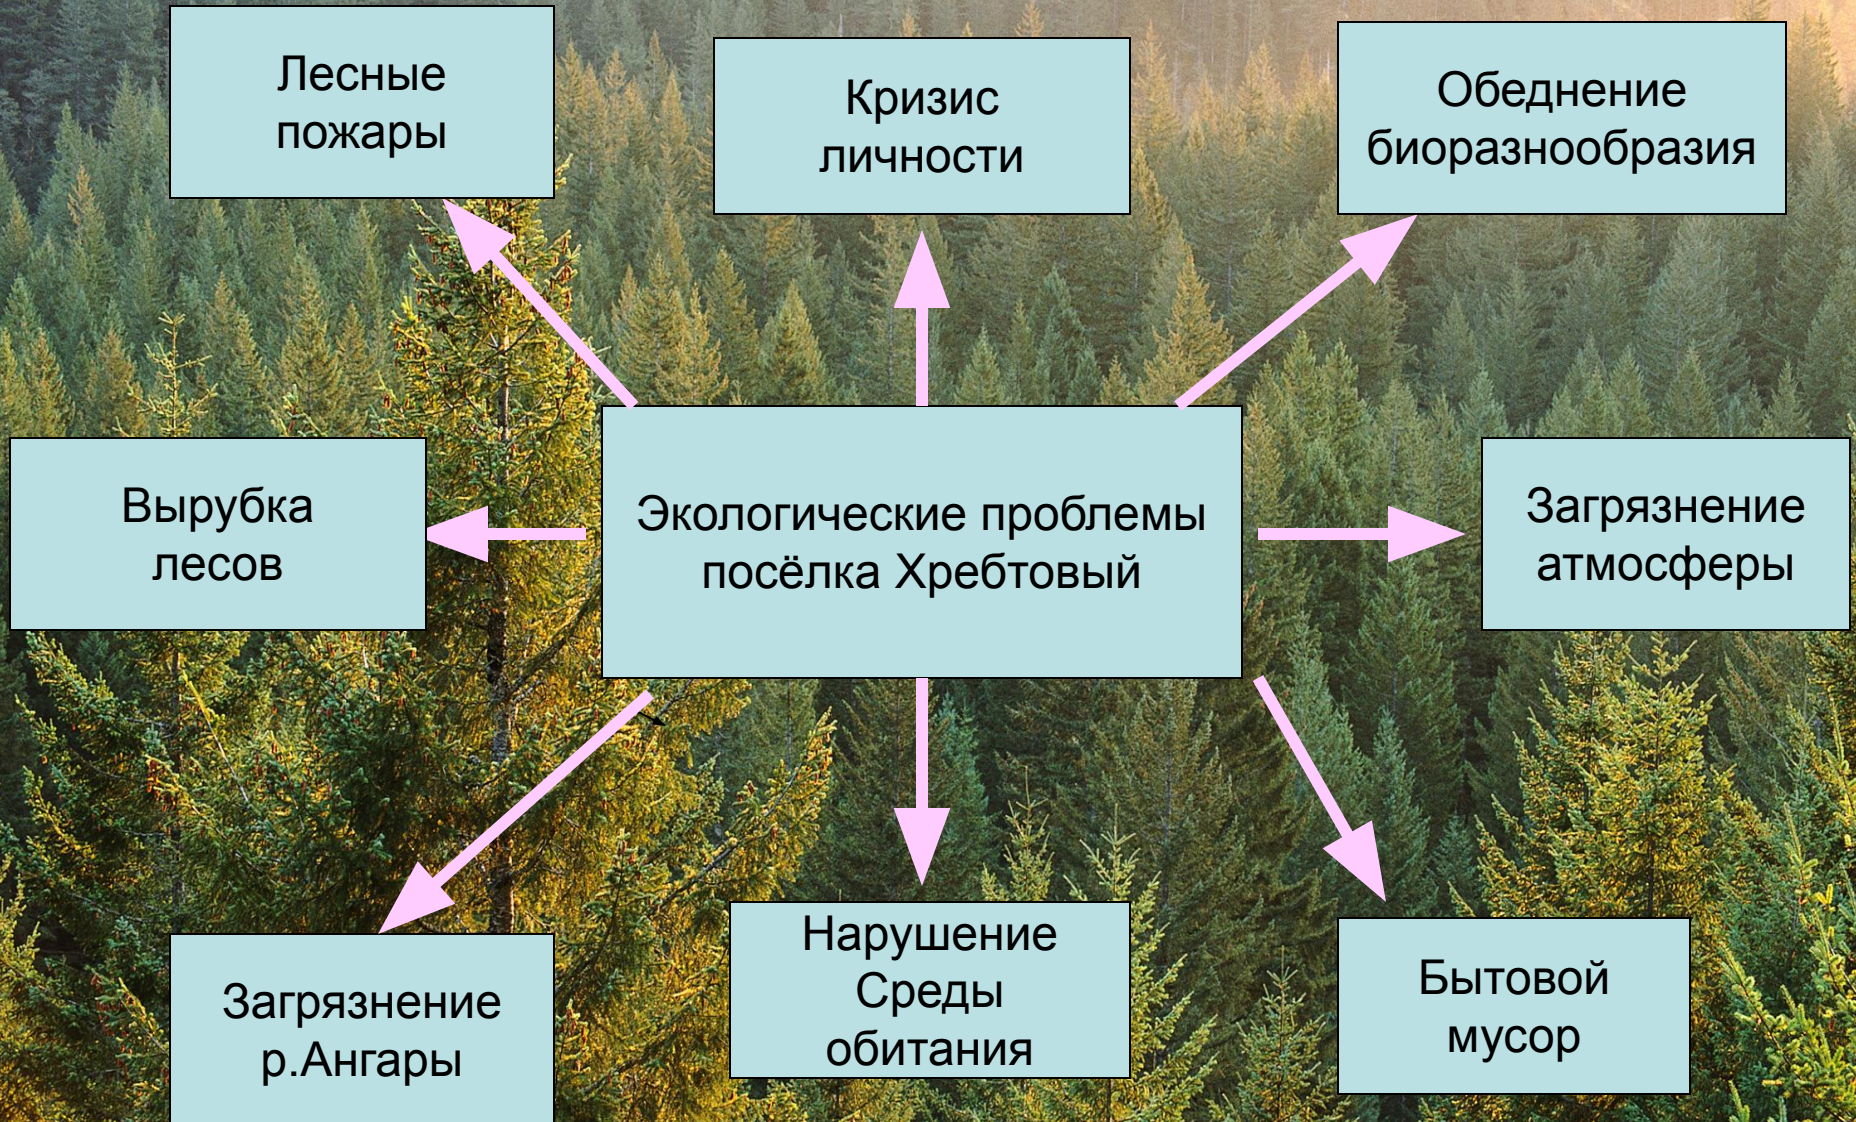 Лесные
пожары
Кризис
личности
Обеднение
биоразнообразия
Вырубка
лесов
Экологические проблемы
посёлка Хребтовый
Загрязнение
атмосферы
Загрязнение
р.Ангары
Нарушение
Среды
обитания
Бытовой
мусор